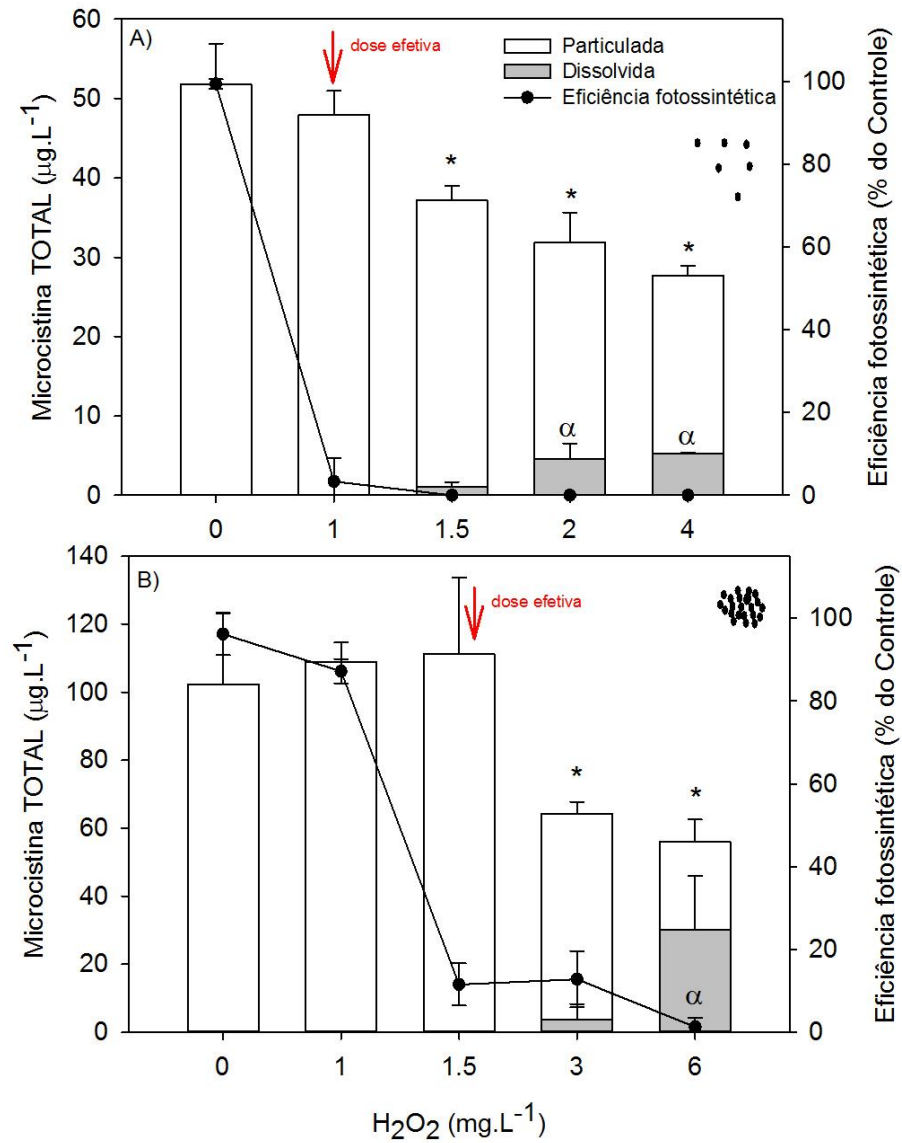 A)
dose efetiva
Particulada
Dissolvida
Eficiência fotossintética
Microcistina TOTAL (μg.L⁻¹)
60
50
40
30
20
10
0
* * *
α α
100
80
60
40
20
0
Eficiência fotossintética (% do Controle)
0 1 1.5 2 4
B)
dose efetiva
Microcistina TOTAL (μg.L⁻¹)
140
120
100
80
60
40
20
0
* *
α
100
80
60
40
20
0
Eficiência fotossintética (% do Controle)
0 1 1.5 3 6
H₂O₂ (mg.L⁻¹)